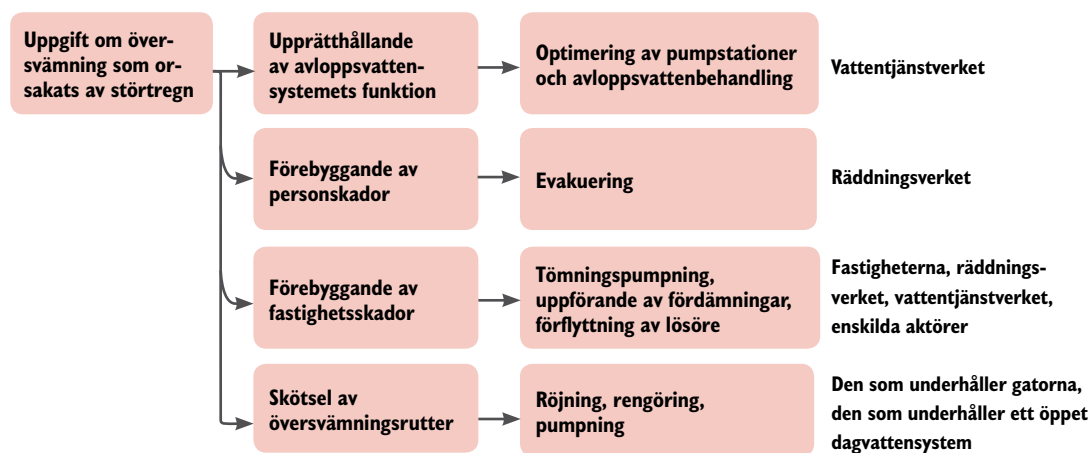 Uppgift om över-
svämning som or-
sakats av störtregn
Upprätthållande
av avloppsvatten-
systemets funktion
Optimering av pumpstationer
och avloppsvattenbehandling
Vattentjänstverket
Förebyggande av
personskador
Evakuering
Räddningsverket
Förebyggande av
fastighetsskador
Tömningspumpning,
uppförande av fördämningar,
förflyttning av lösöre
Fastigheterna, räddnings-
verket, vattentjänstverket,
enskilda aktörer
Skötsel av
översvämningsrutter
Röjning, rengöring,
pumpning
Den som underhåller gatorna,
den som underhåller ett öppet
dagvattensystem